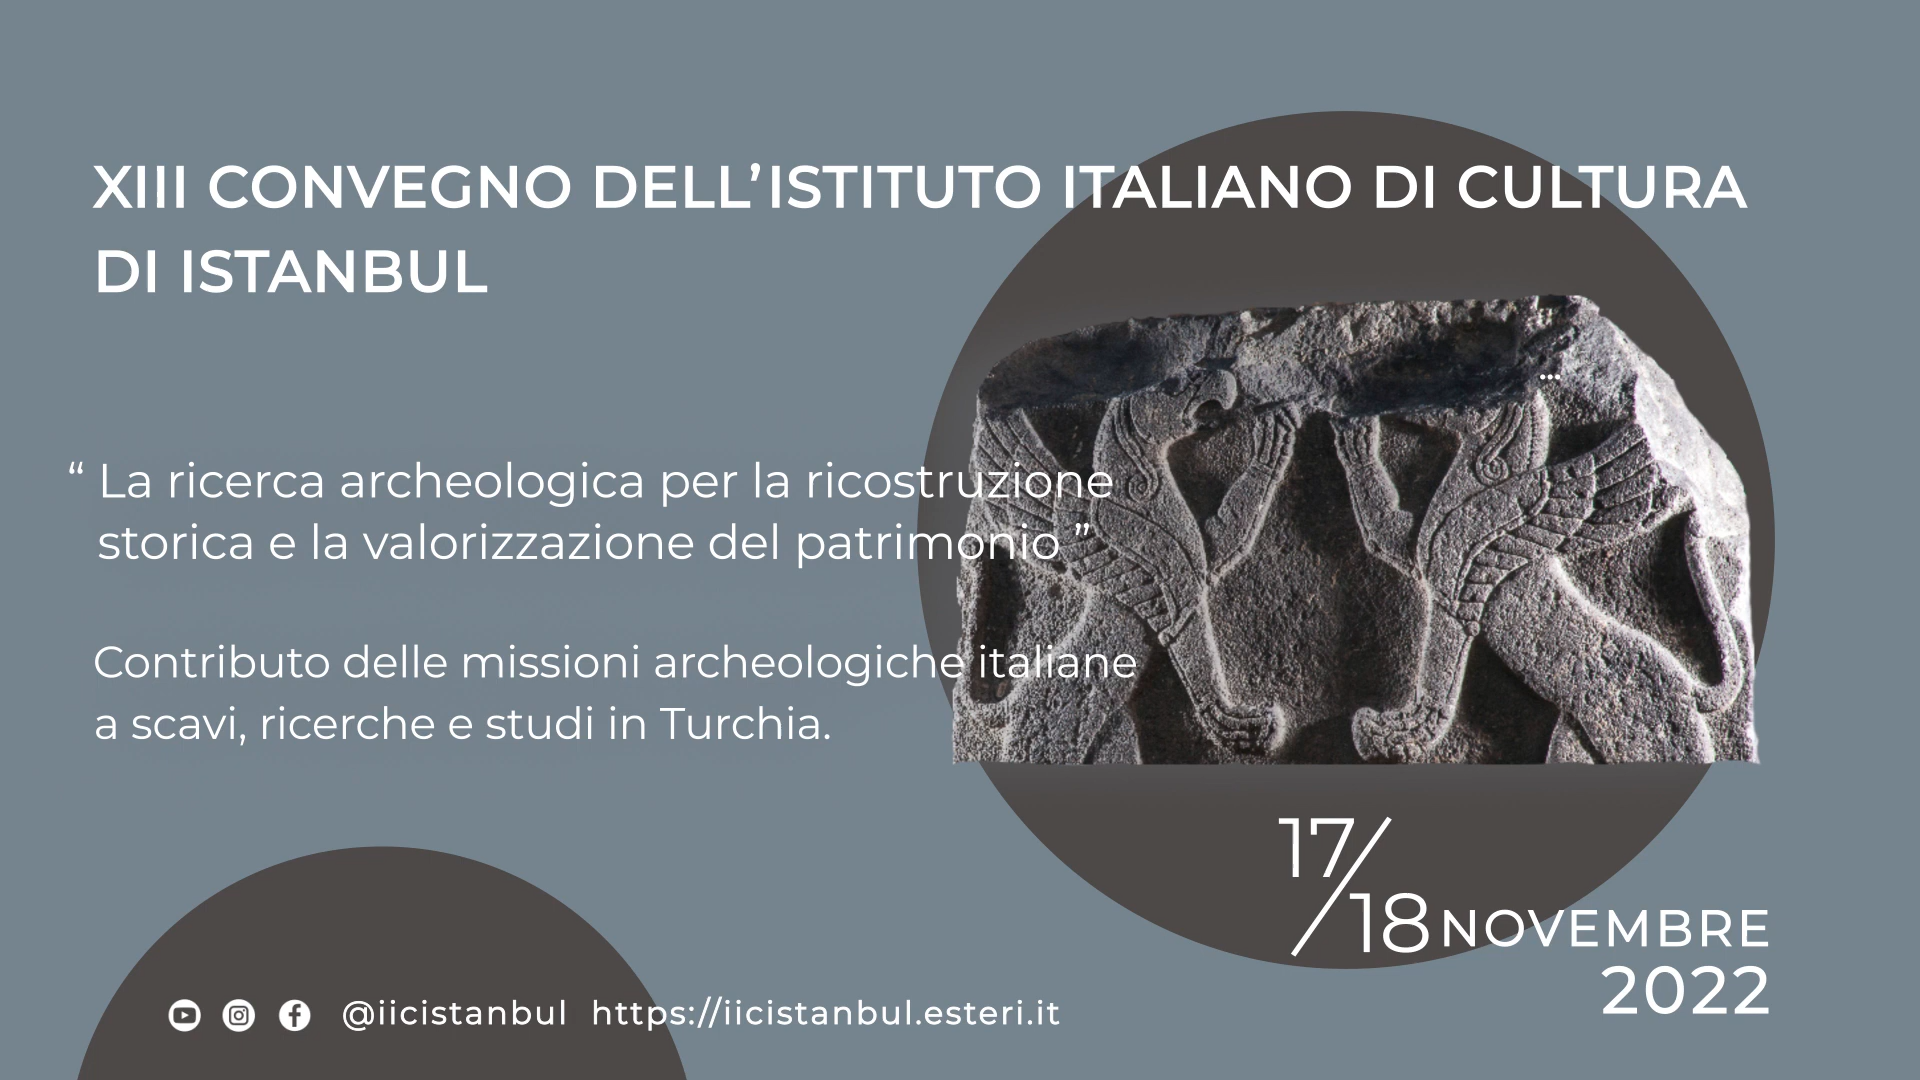 XIII CONVEGNO DELL’ISTITUTO ITALIANO DI CULTURA
DI ISTANBUL
“ La ricerca archeologica per la ricostruzione
storica e la valorizzazione del patrimonio ”
Contributo delle missioni archeologiche italiane
a scavi, ricerche e studi in Turchia.
...
17/
18 NOVEMBRE
2022
@iicistanbul https://iicistanbul.esteri.it